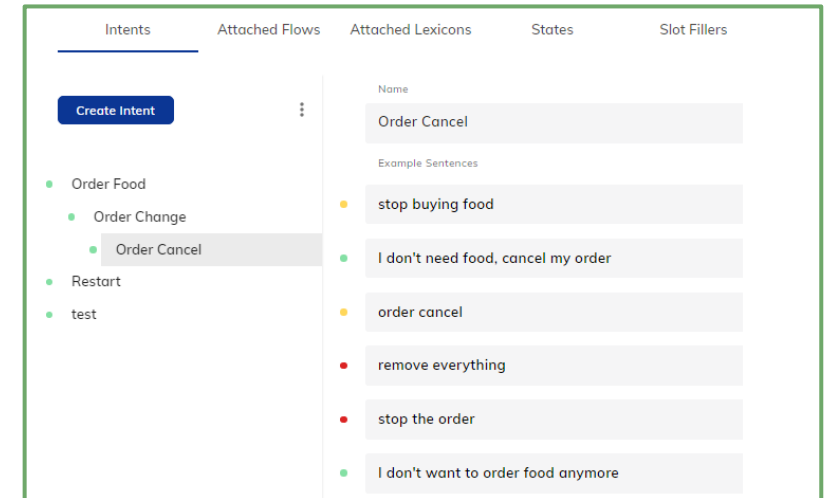 Intents Attached Flows Attached Lexicons States Slot Fillers
Create Intent
Order Food
Order Change
Order Cancel
Restart
test
Name
Order Cancel
Example Sentences
stop buying food
I don't need food, cancel my order
order cancel
remove everything
stop the order
I don't want to order food anymore